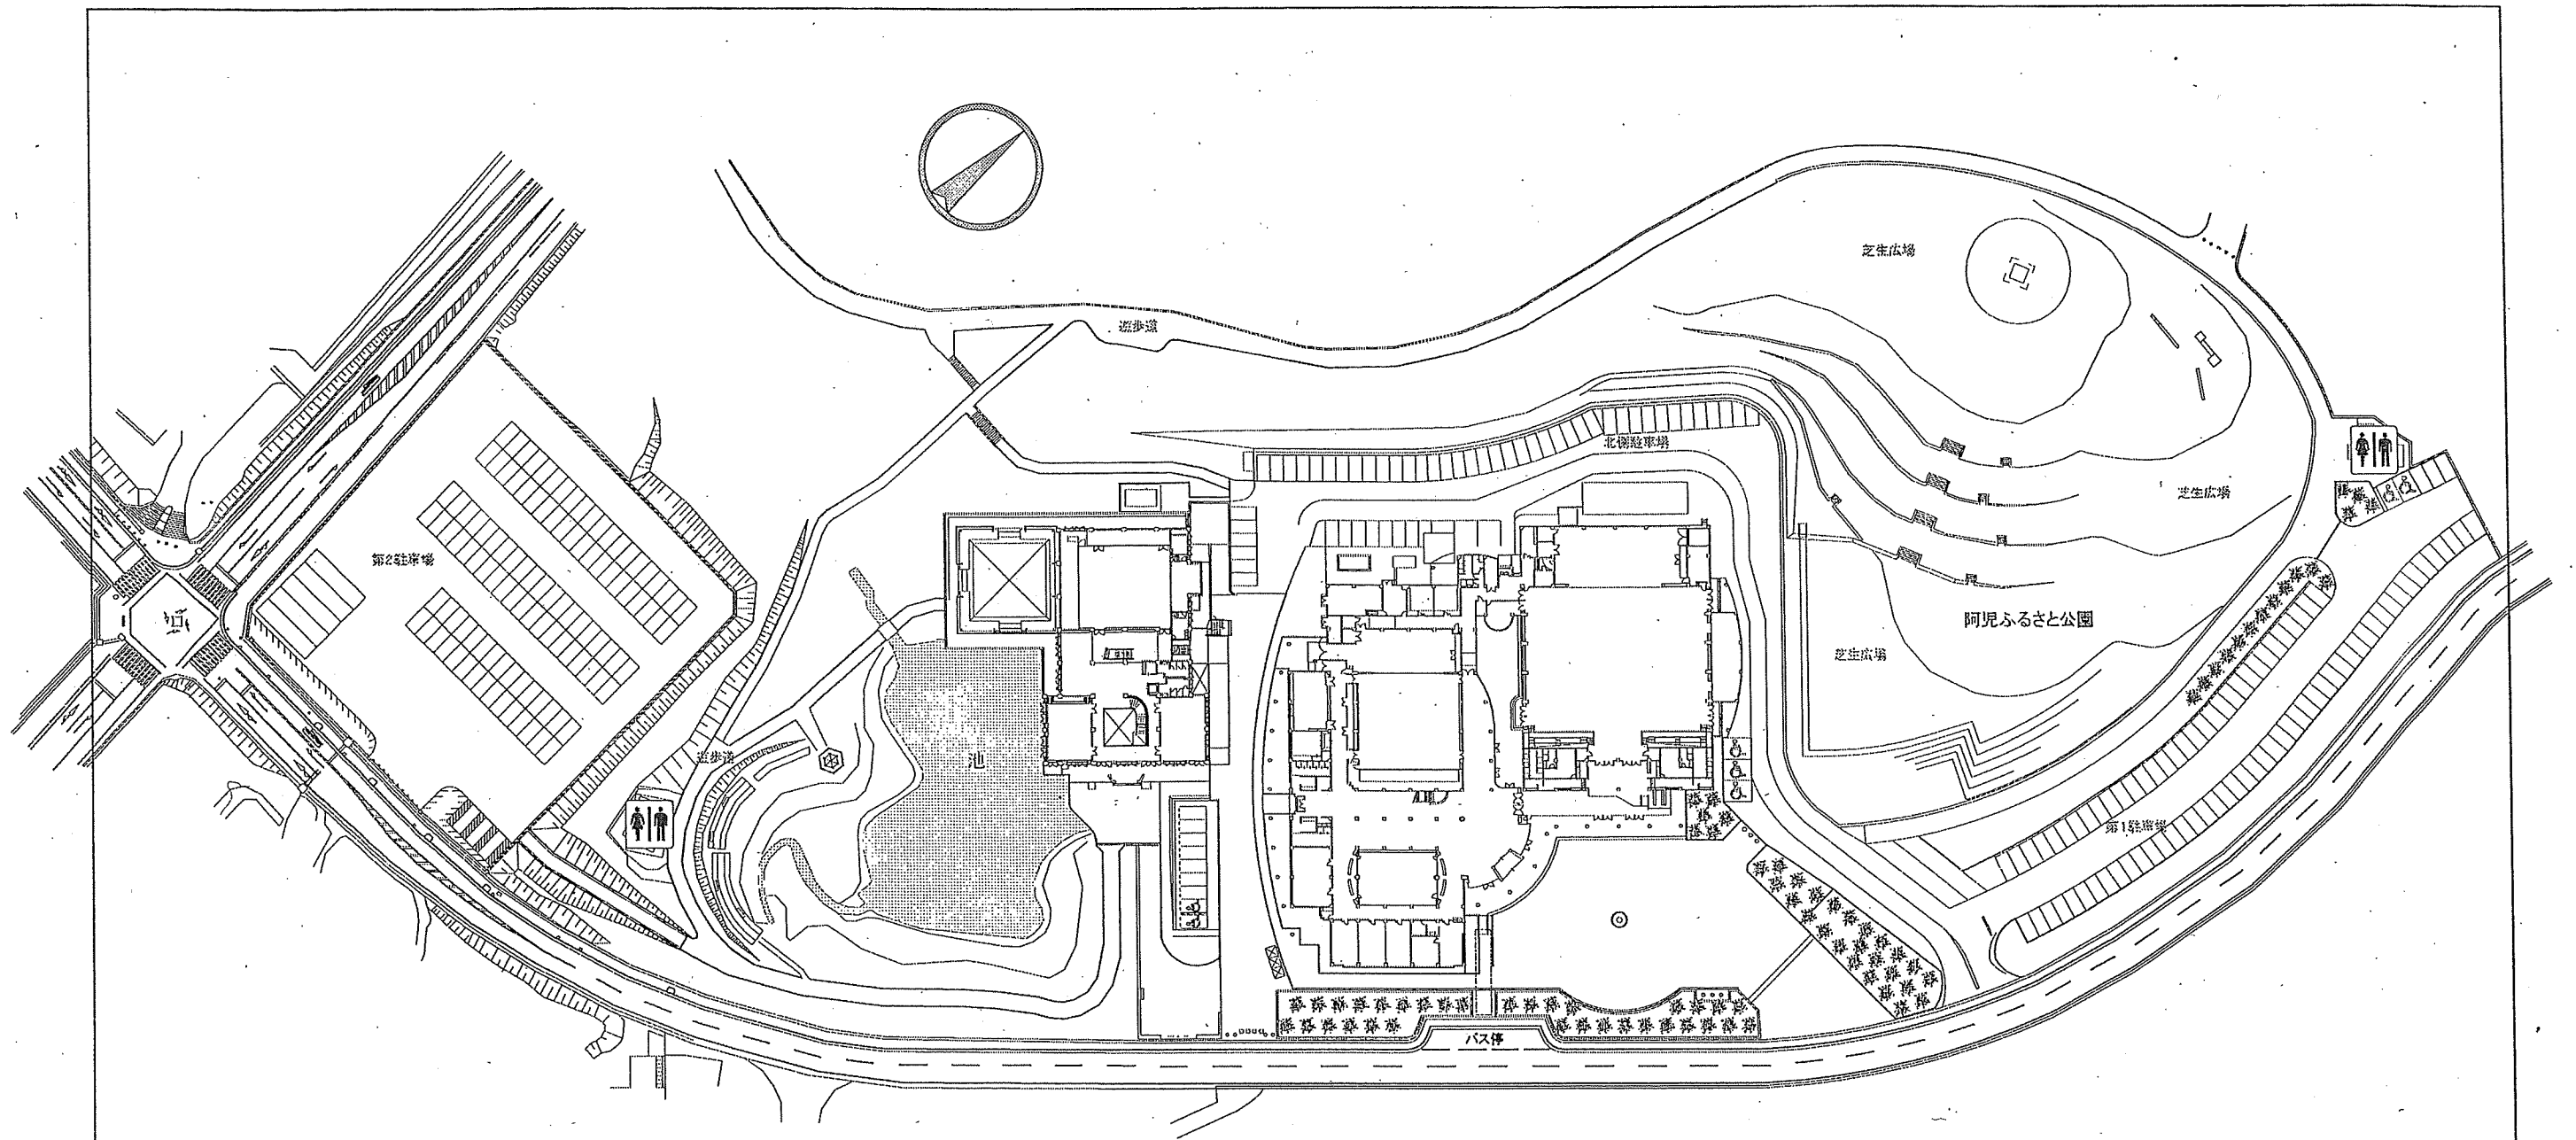 芝生広場
遊歩道
北側駐車場
芝生広場
第2駐車場
阿児ふるさと公園
芝生広場
遊歩道
池
第1駐車場
バス停